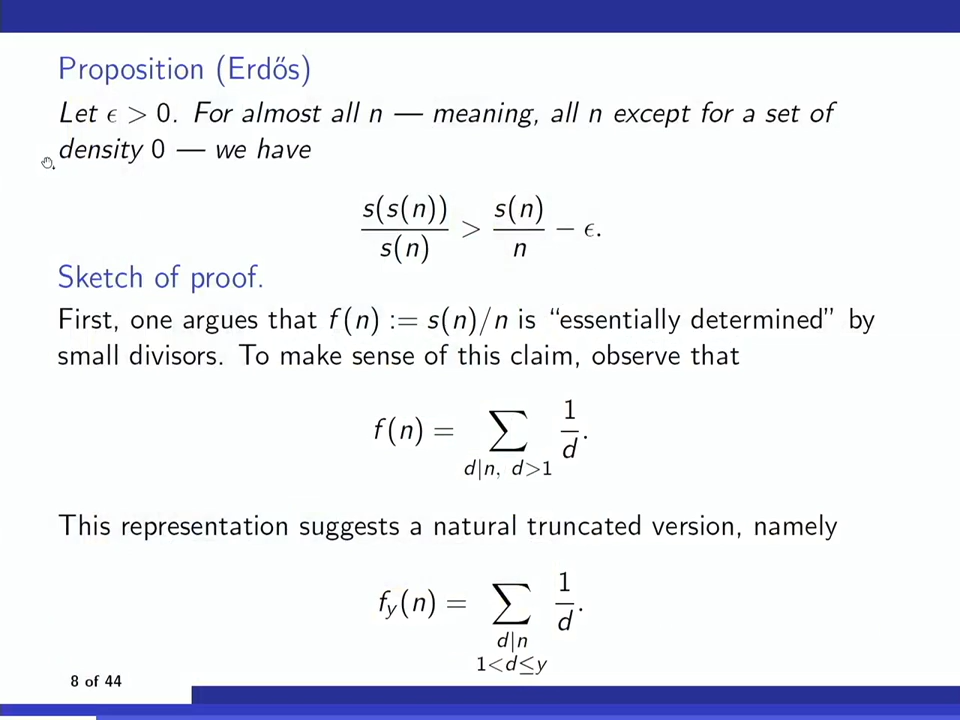 Proposition (Erdős)
Let ϵ > 0. For almost all n — meaning, all n except for a set of
density 0 — we have
s(s(n))/s(n) > s(n)/n − ϵ.
Sketch of proof.
First, one argues that f(n) := s(n)/n is “essentially determined” by
small divisors. To make sense of this claim, observe that
f(n) = ∑_{d|n, d>1} 1/d.
This representation suggests a natural truncated version, namely
f_y(n) = ∑_{d|n, 1<d≤y} 1/d.
8 of 44